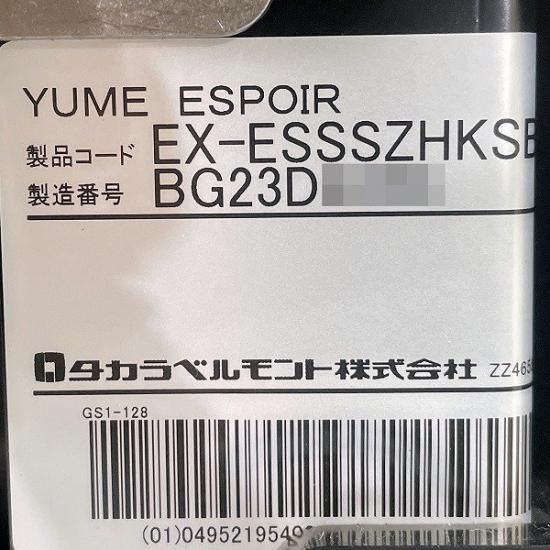 YUME ESPOIR
製品コード EX-ESSSZHKSB
製造番号 BG23D
タカラベルモント株式会社 ZZ465
GS1-128
(01)0495219549